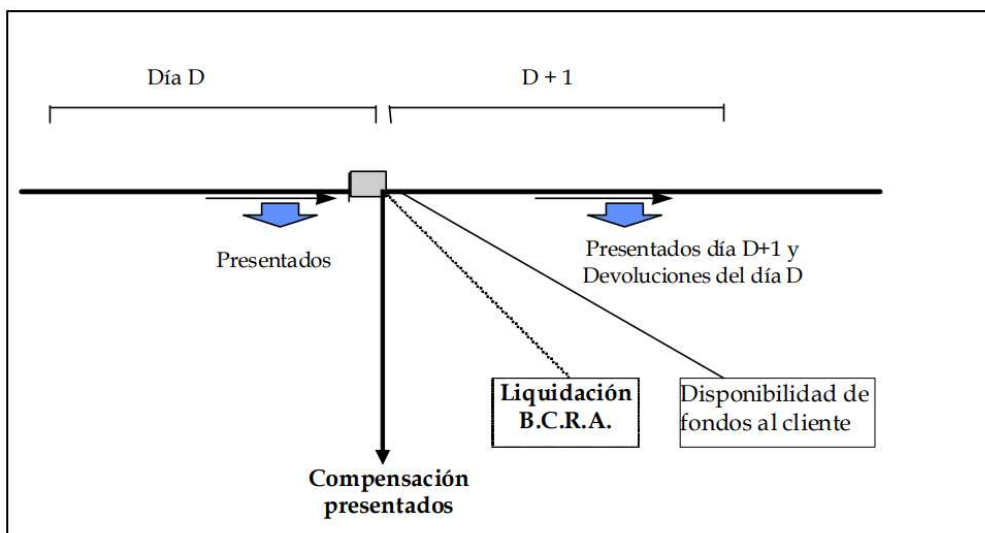 Día D
D + 1
Presentados
Presentados día D+1 y
Devoluciones del día D
Liquidación
B.C.R.A.
Disponibilidad de
fondos al cliente
Compensación
presentados